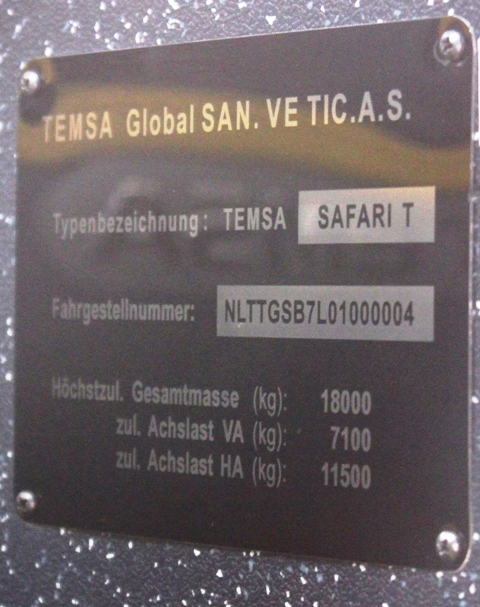 TEMSA Global SAN. VE TIC.A.S.
Typenbezeichnung: TEMSA SAFARI T
Fahrgestellnummer: NLTTGSB7L01000004
Höchstzul. Gesamtmasse (kg): 18000
zul. Achslast VA (kg): 7100
zul. Achslast HA (kg): 11500